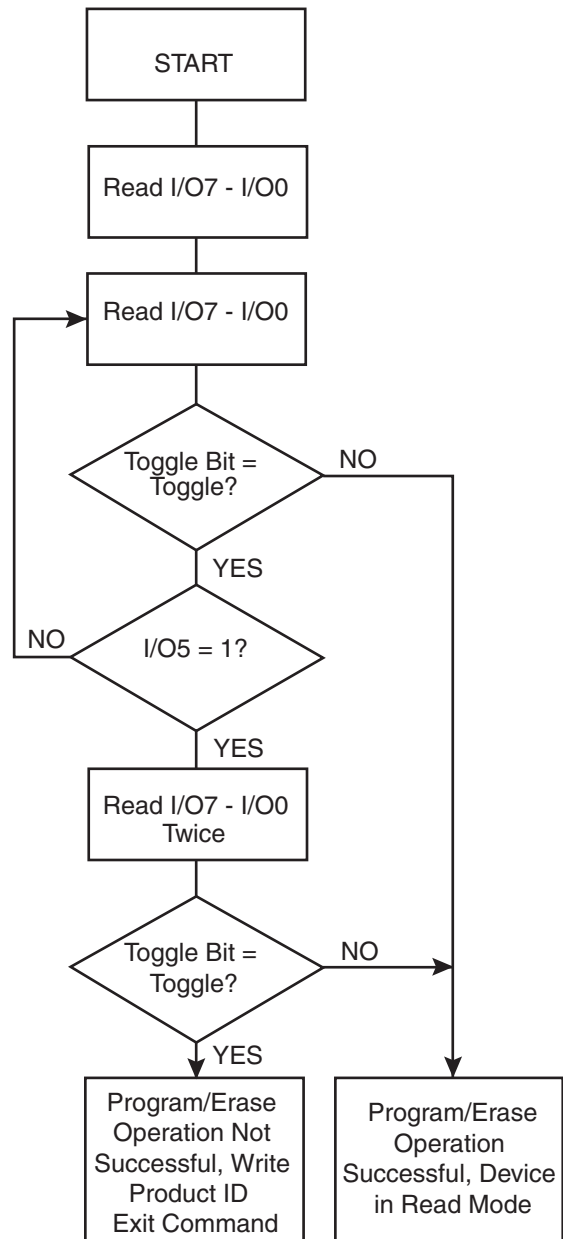 START
Read I/O7 - I/O0
Read I/O7 - I/O0
Toggle Bit =
Toggle?
NO
YES
NO
I/O5 = 1?
YES
Read I/O7 - I/O0
Twice
Toggle Bit =
Toggle?
NO
YES
Program/Erase
Operation Not
Successful, Write
Product ID
Exit Command
Program/Erase
Operation
Successful, Device
in Read Mode